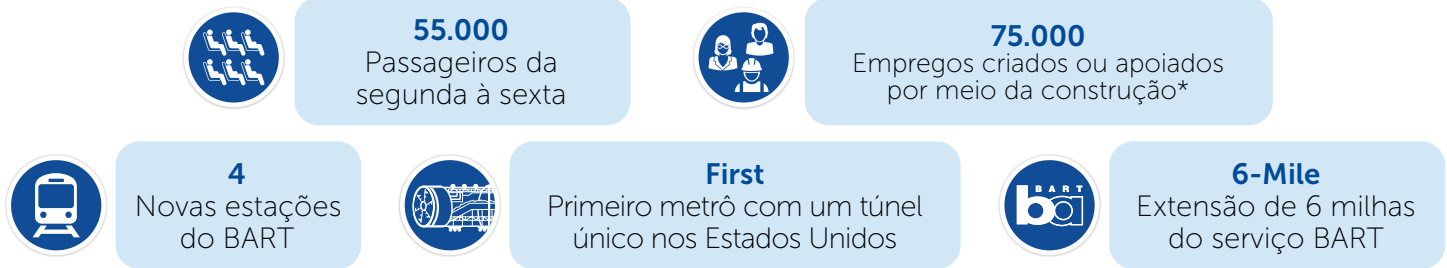 55.000
Passageiros da
segunda à sexta
75.000
Empregos criados ou apoiados
por meio da construção*
4
Novas estações
do BART
First
Primeiro metrô com um túnel
único nos Estados Unidos
BART
ba
6-Mile
Extensão de 6 milhas
do serviço BART